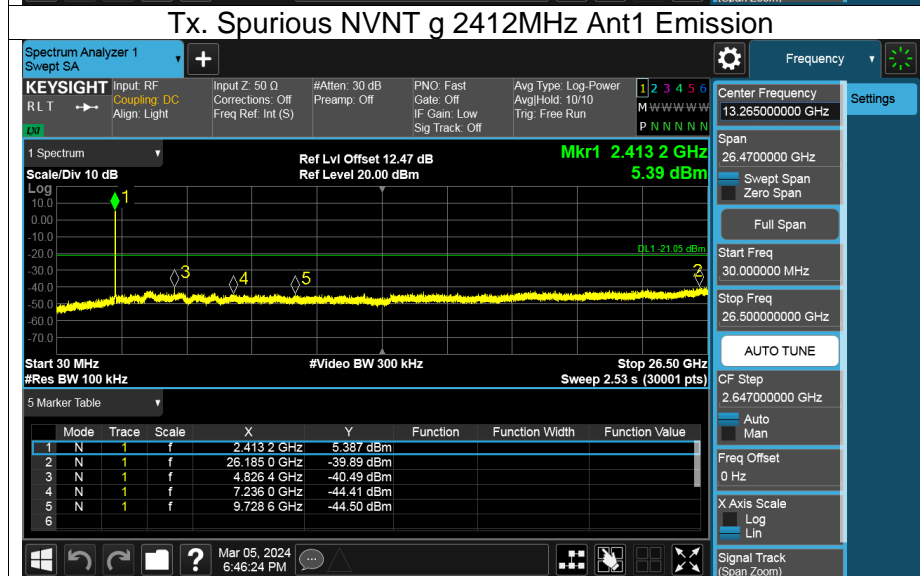 (Span Zoom)
Tx. Spurious NVNT g 2412MHz Ant1 Emission
Spectrum Analyzer 1
Swept SA
+
Frequency
KEYSIGHT
RLT
LXI
Input: RF
Coupling: DC
Align: Light
Input Z: 50 Ω
Corrections: Off
Freq Ref: Int (S)
#Atten: 30 dB
Preamp: Off
PNO: Fast
Gate: Off
IF Gain: Low
Sig Track: Off
Avg Type: Log-Power
Avg|Hold: 10/10
Trig: Free Run
1 2 3 4 5 6
M W W W W W
P N N N N N
1 Spectrum
Scale/Div 10 dB
Ref Lvl Offset 12.47 dB
Ref Level 20.00 dBm
Mkr1 2.413 2 GHz
5.39 dBm
Log
10.0
0.00
-10.0
-20.0
-30.0
-40.0
-50.0
-60.0
-70.0
1
3
4
5
2
DL1 -21.05 dBm
Start 30 MHz
#Res BW 100 kHz
#Video BW 300 kHz
Stop 26.50 GHz
Sweep 2.53 s (30001 pts)
5 Marker Table
Mode Trace Scale X Y Function Function Width Function Value
1 N 1 f 2.413 2 GHz 5.387 dBm
2 N 1 f 26.185 0 GHz -39.89 dBm
3 N 1 f 4.826 4 GHz -40.49 dBm
4 N 1 f 7.236 0 GHz -44.41 dBm
5 N 1 f 9.728 6 GHz -44.50 dBm
6
?
Mar 05, 2024
6:46:24 PM
Center Frequency
13.265000000 GHz
Span
26.4700000 GHz
Swept Span
Zero Span
Full Span
Start Freq
30.000000 MHz
Stop Freq
26.500000000 GHz
AUTO TUNE
CF Step
2.647000000 GHz
Auto
Man
Freq Offset
0 Hz
X Axis Scale
Log
Lin
Signal Track
(Span Zoom)
Settings